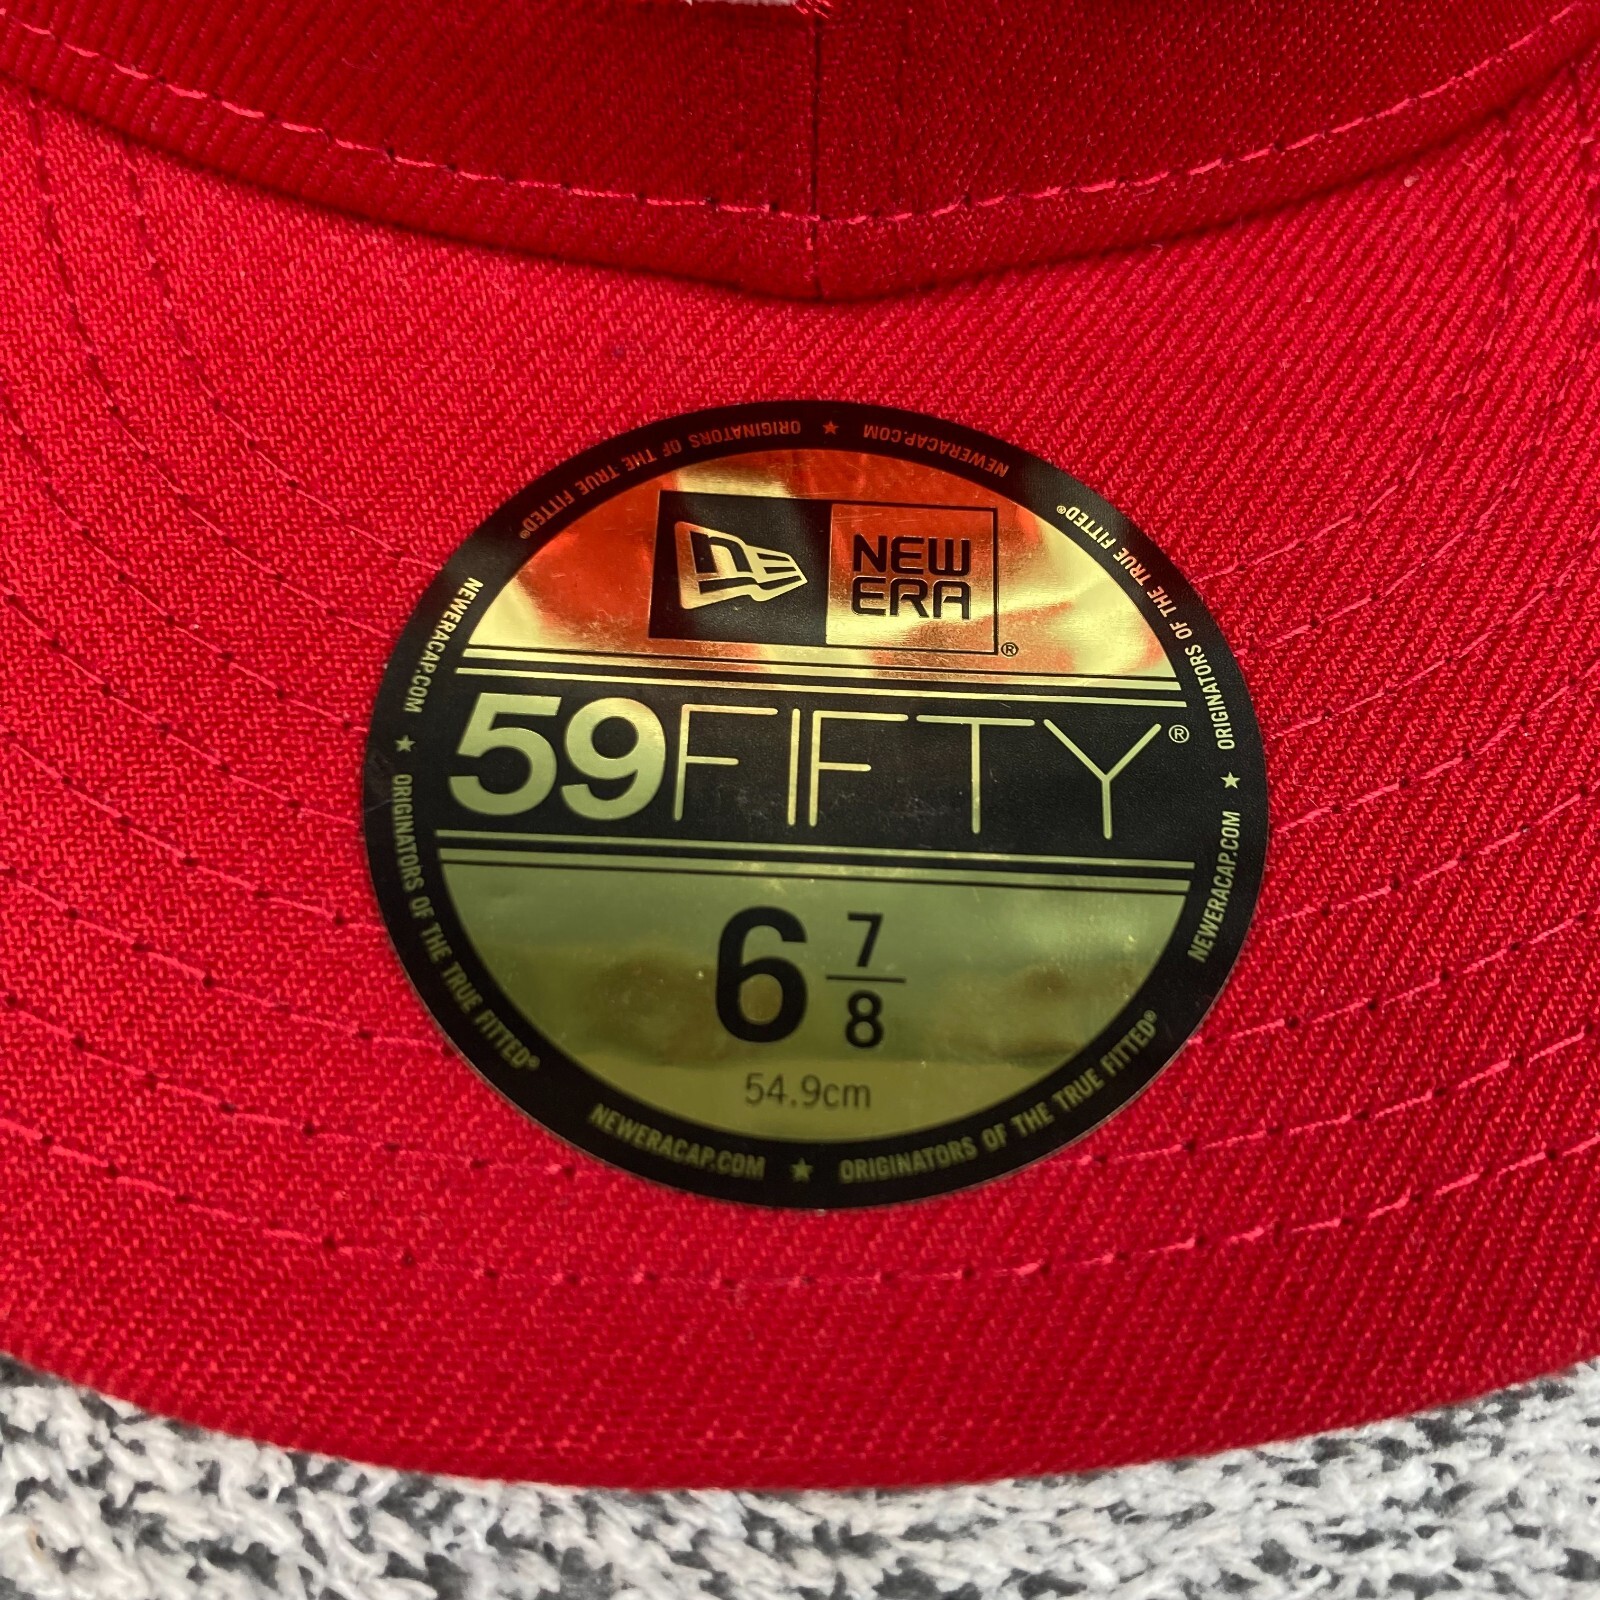 NE
NEW
ERA
®
59FIFTY®
6 7/8
54.9cm
NEWERACAP.COM ★ ORIGINATORS OF THE TRUE FITTED®
NEWERACAP.COM ★ ORIGINATORS OF THE TRUE FITTED®
NEWERACAP.COM ★ ORIGINATORS OF THE TRUE FITTED®
NEWERACAP.COM ★ ORIGINATORS OF THE TRUE FITTED®